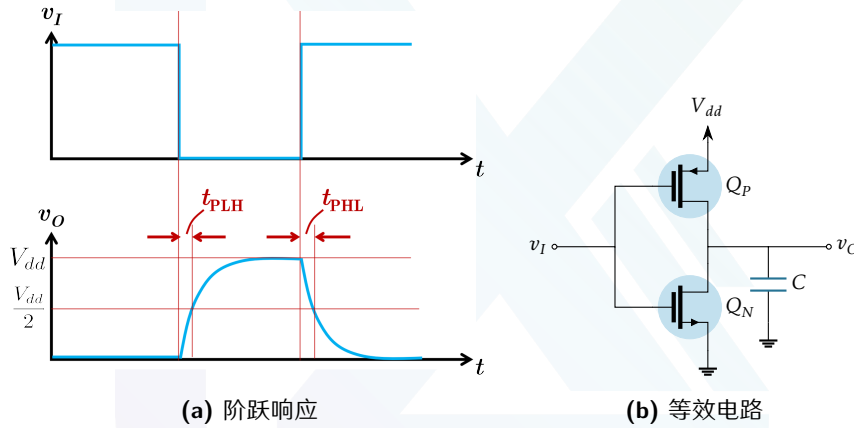 v_I
t
t_PLH
t_PHL
v_O
V_dd
V_dd
2
t
(a) 阶跃响应
V_dd
Q_P
v_I
v_O
C
Q_N
(b) 等效电路